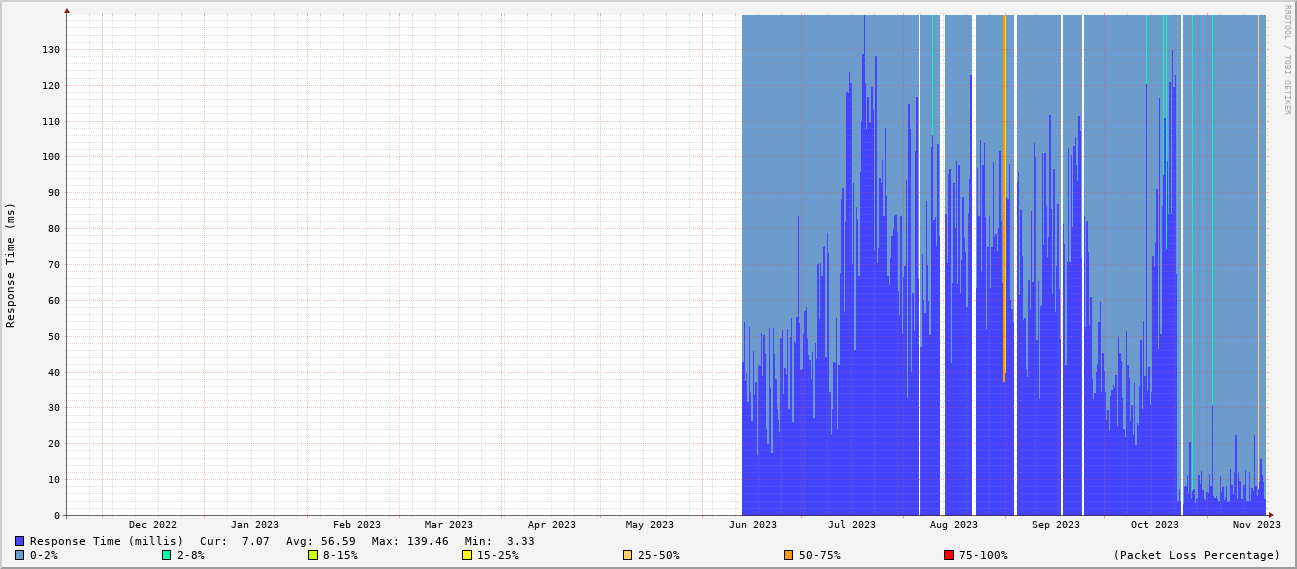 RRDTOOL / TOBI OETIKER
Response Time (ms)
130
120
110
100
90
80
70
60
50
40
30
20
10
0
Dec 2022 Jan 2023 Feb 2023 Mar 2023 Apr 2023 May 2023 Jun 2023 Jul 2023 Aug 2023 Sep 2023 Oct 2023 Nov 2023
Response Time (millis) Cur: 7.07 Avg: 56.59 Max: 139.46 Min: 3.33
0-2% 2-8% 8-15% 15-25% 25-50% 50-75% 75-100% (Packet Loss Percentage)